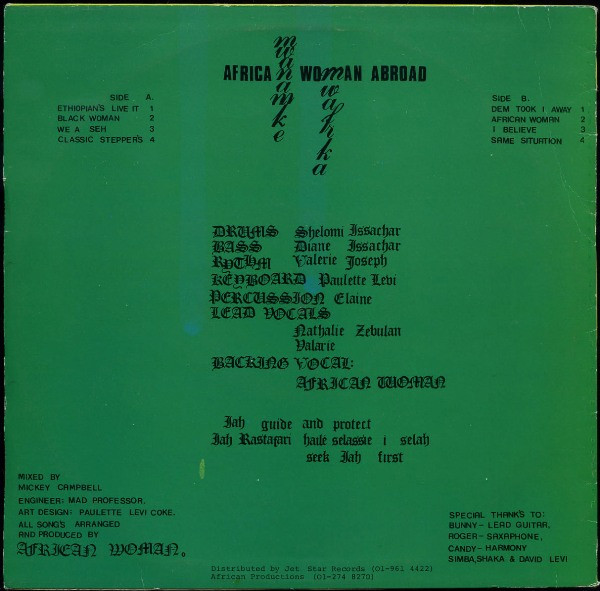 mwanamke
AFRICA WOMAN ABROAD
SIDE A.
ETHIOPIAN'S LIVE IT 1
BLACK WOMAN 2
WE A SEH 3
CLASSIC STEPPER'S 4
SIDE B.
DEM TOOK I AWAY 1
AFRICAN WOMAN 2
I BELIEVE 3
SAME SITUATION 4
DRUMS Shelomi Issachar
BASS Diane Issachar
RYTHM Valerie Joseph
KEYBOARD Paulette Levi
PERCUSSION Elaine
LEAD VOCALS
Nathalie Zebulan
Valarie
BACKING VOCAL:
AFRICAN WOMAN
Jah guide and protect
Jah Rastafari haile selassie i selah
seek Jah first
MIXED BY
MICKEY CAMPBELL
ENGINEER: MAD PROFESSOR.
ART DESIGN: PAULETTE LEVI COKE.
ALL SONG'S ARRANGED
AND PRODUCED BY
AFRICAN WOMAN.
SPECIAL THANK'S TO:
BUNNY - LEAD GUITAR,
ROGER - SAXAPHONE,
CANDY - HARMONY
SIMBA, SHAKA & DAVID LEVI
Distributed by Jet Star Records (01-961 4422)
African Productions (01-274 8270)